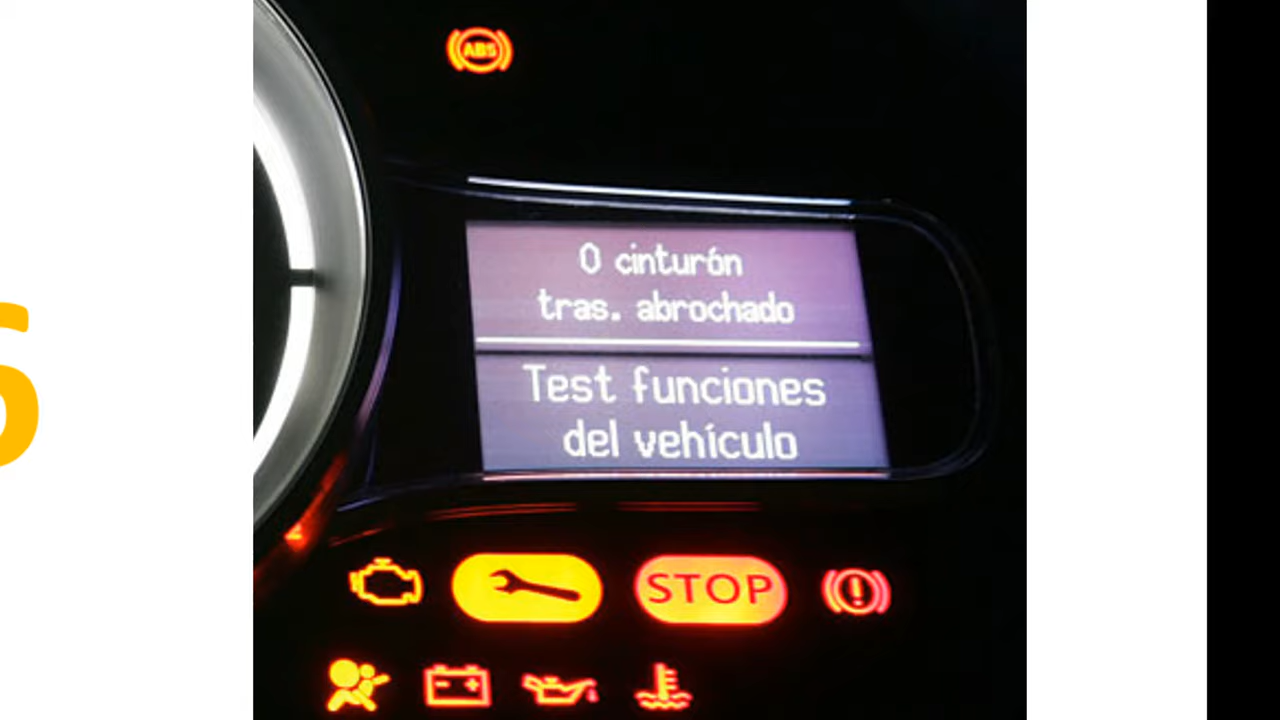 ABS
0 cinturón
tras. abrochado
Test funciones
del vehículo
STOP